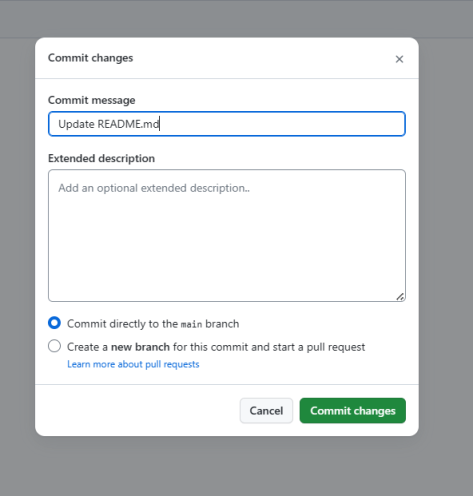 Commit changes
Commit message
Update README.md
Extended description
Add an optional extended description..
Commit directly to the main branch
Create a new branch for this commit and start a pull request
Learn more about pull requests
Cancel
Commit changes